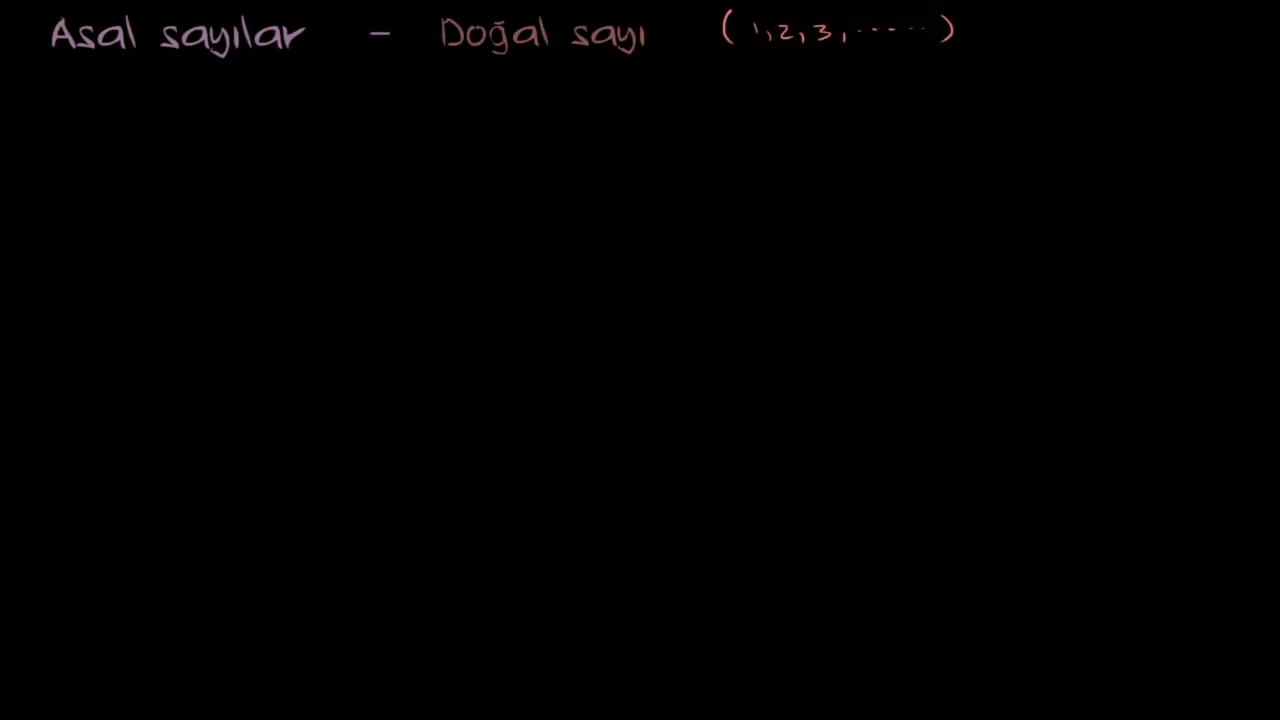 Asal sayılar - Doğal sayı (1,2,3,......)